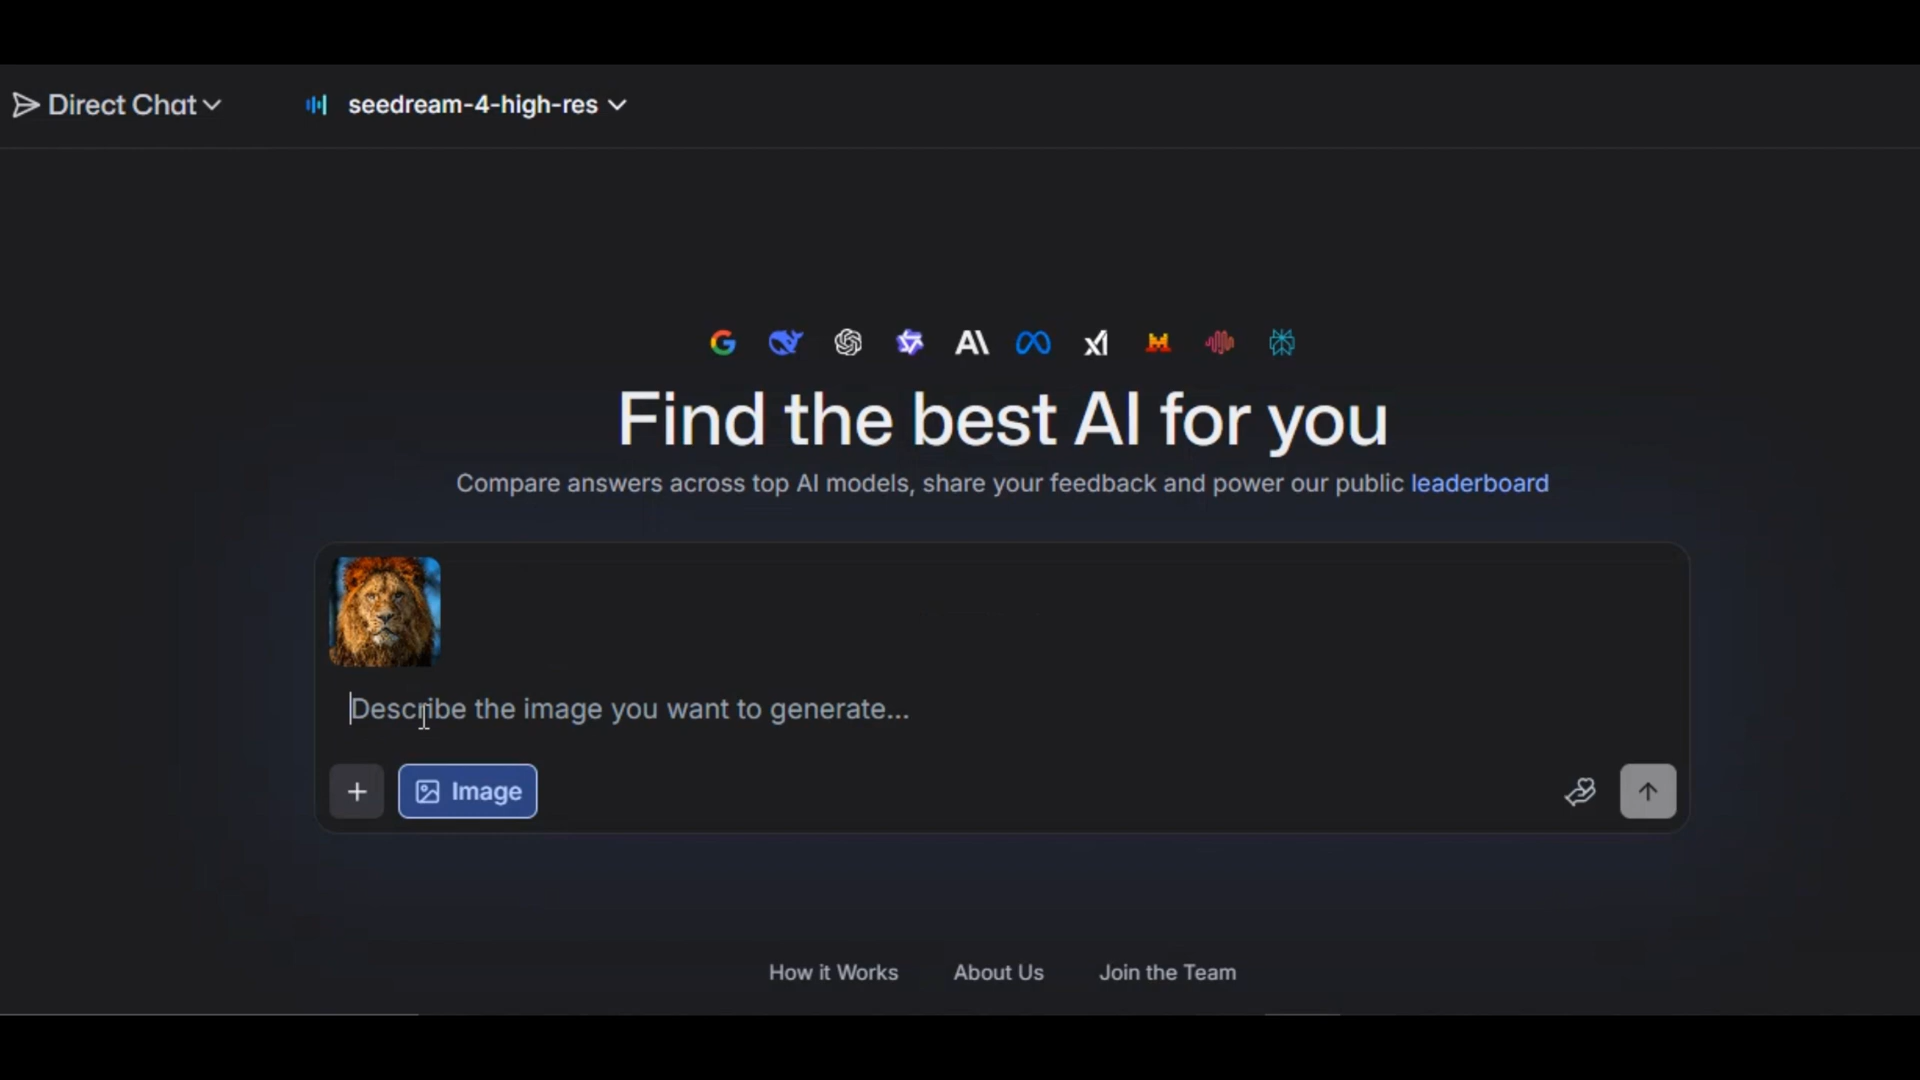 Direct Chat
seedream-4-high-res
Find the best AI for you
Compare answers across top AI models, share your feedback and power our public leaderboard
Describe the image you want to generate...
Image
How it Works
About Us
Join the Team